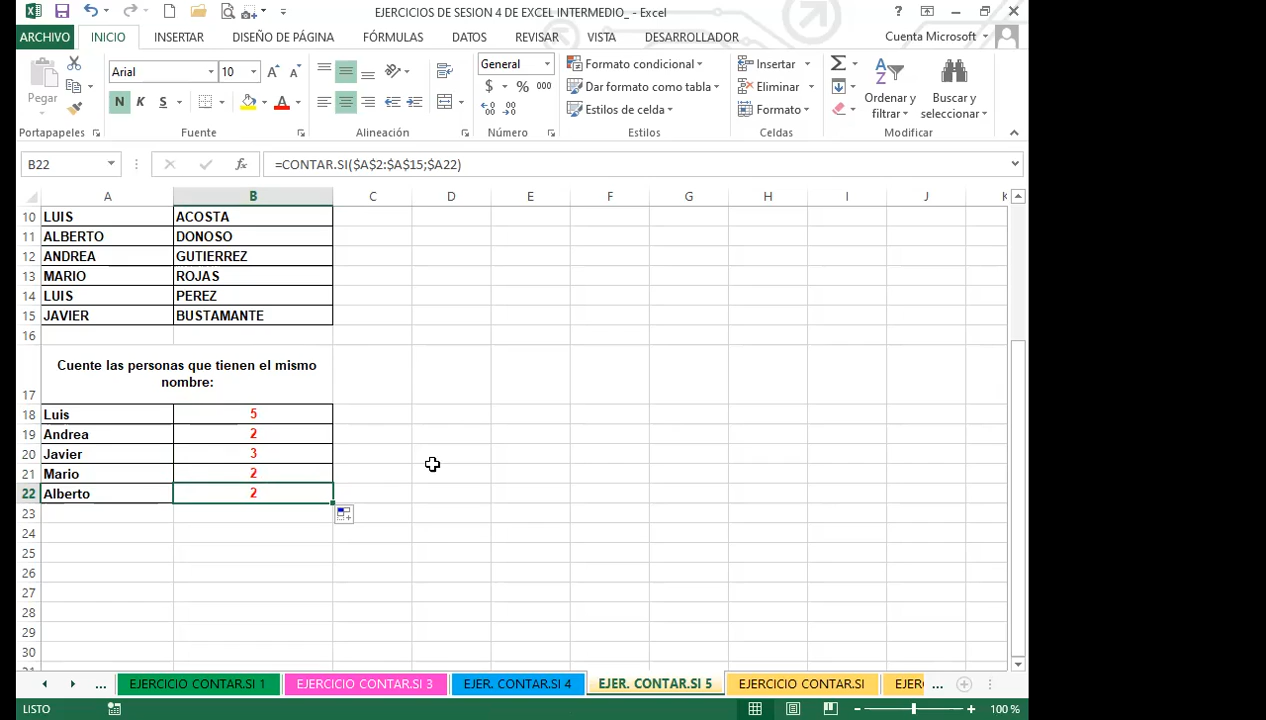 EJERCICIOS DE SESION 4 DE EXCEL INTERMEDIO_ - Excel
ARCHIVO INICIO INSERTAR DISEÑO DE PÁGINA FÓRMULAS DATOS REVISAR VISTA DESARROLLADOR Cuenta Microsoft
Pegar
Portapapeles
Arial 10
N K S
Fuente
Alineación
General
$ % 000
Número
Formato condicional
Dar formato como tabla
Estilos de celda
Estilos
Insertar
Eliminar
Formato
Celdas
Ordenar y filtrar
Buscar y seleccionar
Modificar
B22 fx =CONTAR.SI($A$2:$A$15;$A22)
A B C D E F G H I J K
10 LUIS ACOSTA
11 ALBERTO DONOSO
12 ANDREA GUTIERREZ
13 MARIO ROJAS
14 LUIS PEREZ
15 JAVIER BUSTAMANTE
16
Cuente las personas que tienen el mismo
nombre:
17
18 Luis 5
19 Andrea 2
20 Javier 3
21 Mario 2
22 Alberto 2
23
24
25
26
27
28
29
30
... EJERCICIO CONTAR.SI 1 EJERCICIO CONTAR.SI 3 EJER. CONTAR.SI 4 EJER. CONTAR.SI 5 EJERCICIO CONTAR.SI EJER ...
LISTO 100 %